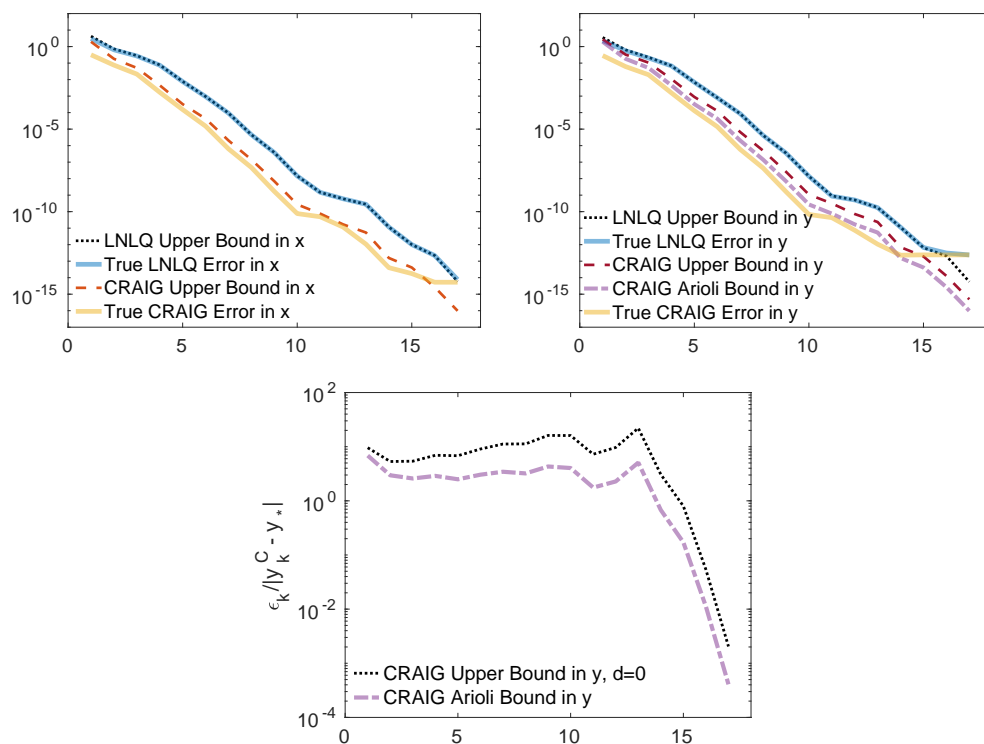 10^0
10^-5
10^-10
10^-15
0
5
10
15
LNLQ Upper Bound in x
True LNLQ Error in x
CRAIG Upper Bound in x
True CRAIG Error in x
10^0
10^-5
10^-10
10^-15
0
5
10
15
LNLQ Upper Bound in y
True LNLQ Error in y
CRAIG Upper Bound in y
CRAIG Arioli Bound in y
True CRAIG Error in y
10^2
10^0
10^-2
10^-4
0
5
10
15
ϵ_k/|y_k^C - y_*|
CRAIG Upper Bound in y, d=0
CRAIG Arioli Bound in y